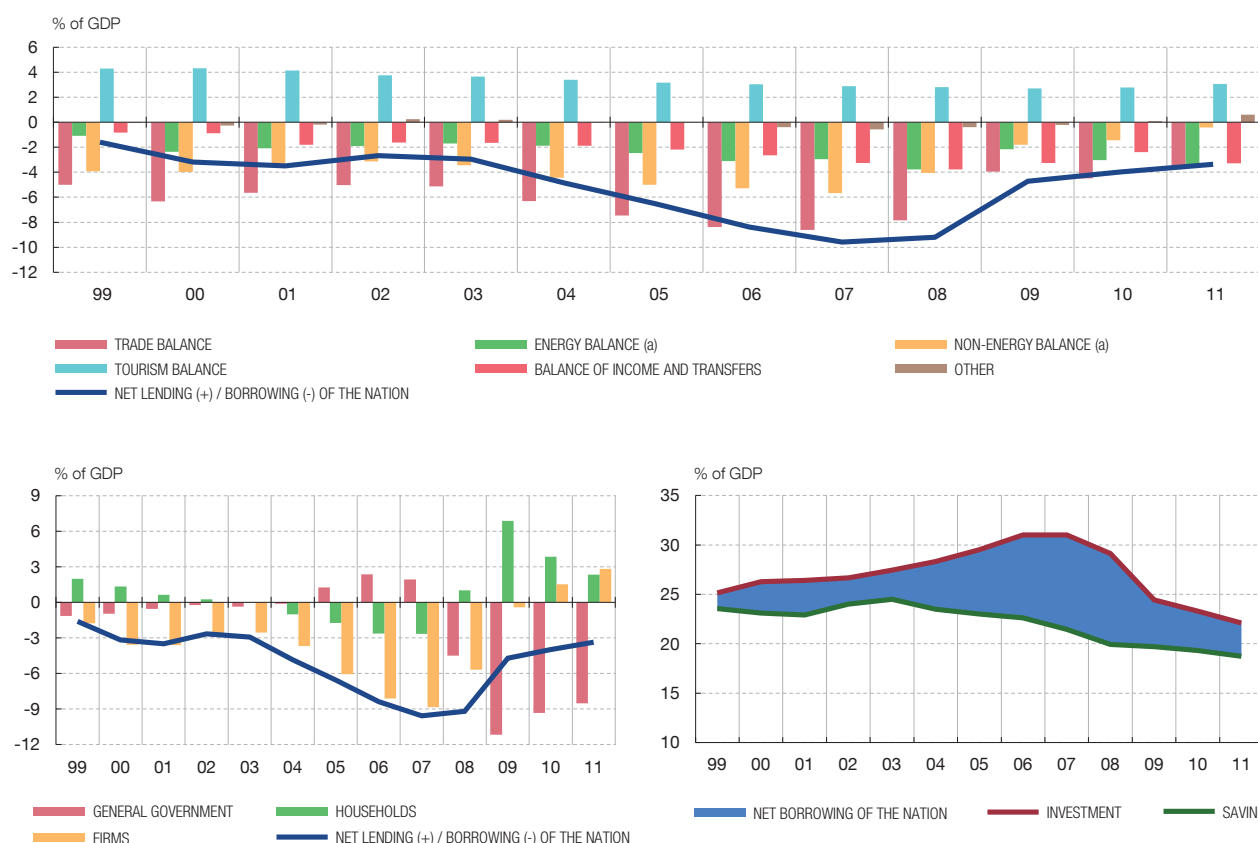 % of GDP
6
4
2
0
-2
-4
-6
-8
-10
-12
99 00 01 02 03 04 05 06 07 08 09 10 11
TRADE BALANCE ENERGY BALANCE (a) NON-ENERGY BALANCE (a)
TOURISM BALANCE BALANCE OF INCOME AND TRANSFERS OTHER
NET LENDING (+) / BORROWING (-) OF THE NATION
% of GDP
9
6
3
0
-3
-6
-9
-12
99 00 01 02 03 04 05 06 07 08 09 10 11
GENERAL GOVERNMENT HOUSEHOLDS
FIRMS NET LENDING (+) / BORROWING (-) OF THE NATION
% of GDP
35
30
25
20
15
10
99 00 01 02 03 04 05 06 07 08 09 10 11
NET BORROWING OF THE NATION INVESTMENT SAVIN